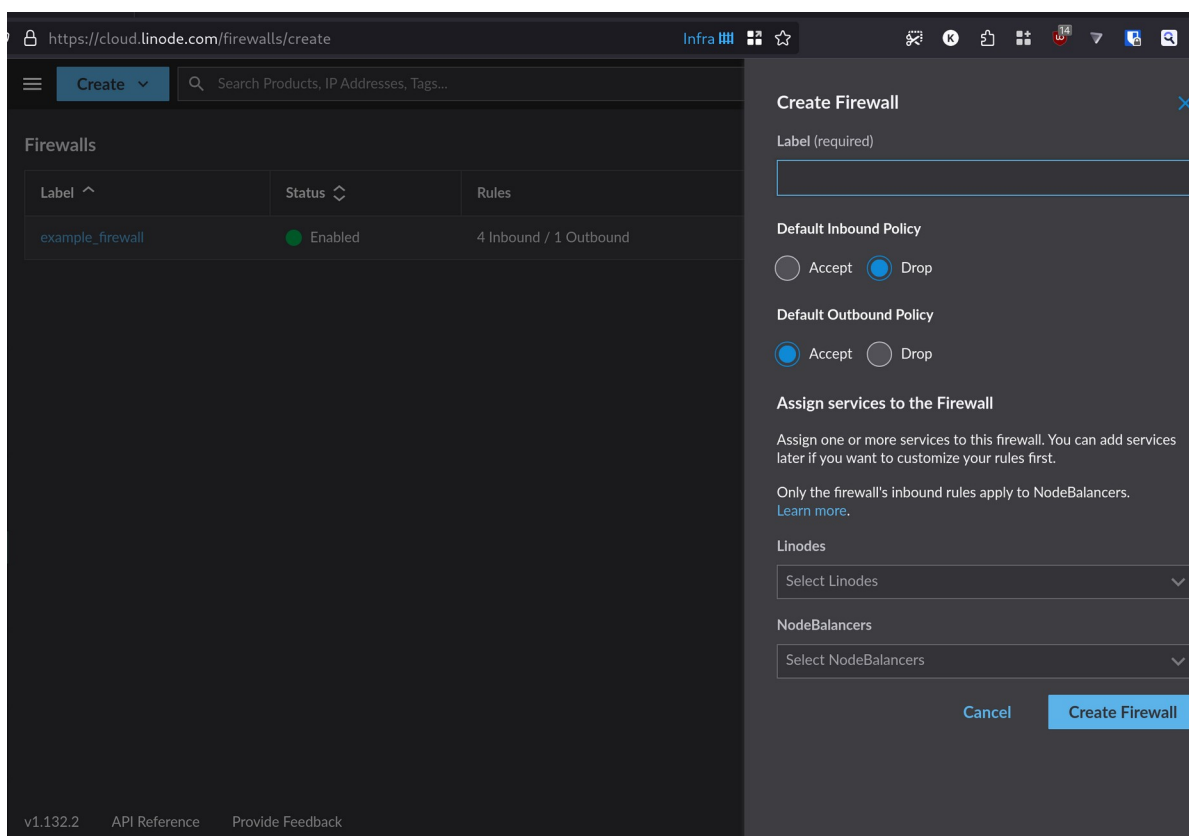 https://cloud.linode.com/firewalls/create
Infra
14
K
Create
Search Products, IP Addresses, Tags...
Firewalls
Label
Status
Rules
example_firewall
Enabled
4 Inbound / 1 Outbound
v1.132.2
API Reference
Provide Feedback
Create Firewall
Label (required)
Default Inbound Policy
Accept
Drop
Default Outbound Policy
Accept
Drop
Assign services to the Firewall
Assign one or more services to this firewall. You can add services
later if you want to customize your rules first.
Only the firewall's inbound rules apply to NodeBalancers.
Learn more.
Linodes
Select Linodes
NodeBalancers
Select NodeBalancers
Cancel
Create Firewall